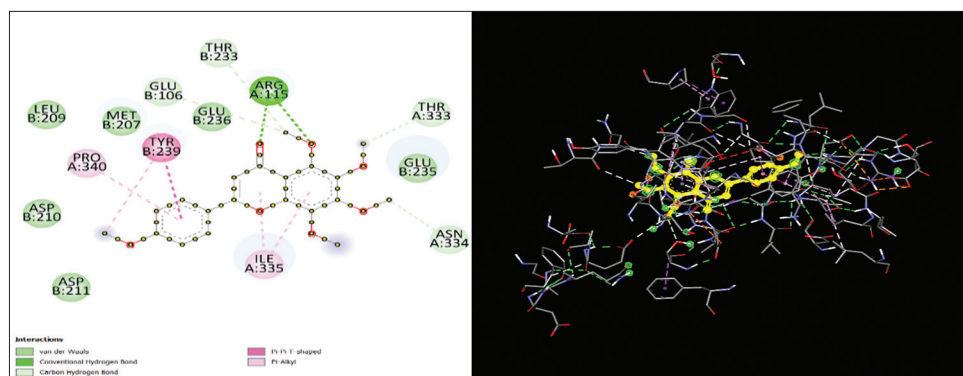 THR
B:233
GLU
B:106
ARG
A:115
LEU
B:209
MET
B:207
GLU
B:236
THR
A:333
PRO
A:340
TYR
B:239
GLU
B:235
ASP
B:210
ASN
A:334
ILE
A:335
ASP
B:211
Interactions
van der Waals
Conventional Hydrogen Bond
Carbon Hydrogen Bond
Pi-Pi T-shaped
Pi-Alkyl